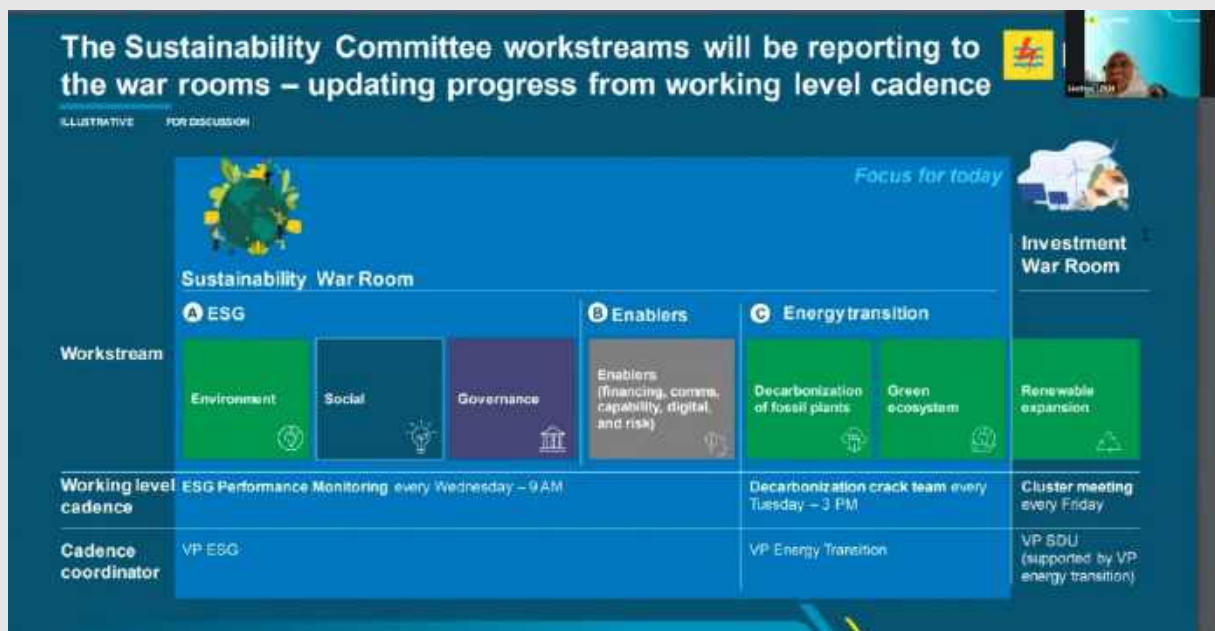 The Sustainability Committee workstreams will be reporting to
the war rooms – updating progress from working level cadence
ILLUSTRATIVE
FOR DISCUSSION
Focus for today
Sustainability War Room
Investment
War Room
A ESG
B Enablers
C Energy transition
Workstream
Environment
Social
Governance
Enablers
(financing, comms,
capability, digital,
and risk)
Decarbonization
of fossil plants
Green
ecosystem
Renewable
expansion
Working level
cadence
ESG Performance Monitoring every Wednesday – 9 AM
Decarbonization crack team every
Tuesday – 3 PM
Cluster meeting
every Friday
Cadence
coordinator
VP ESG
VP Energy Transition
VP SDU
(supported by VP
energy transition)